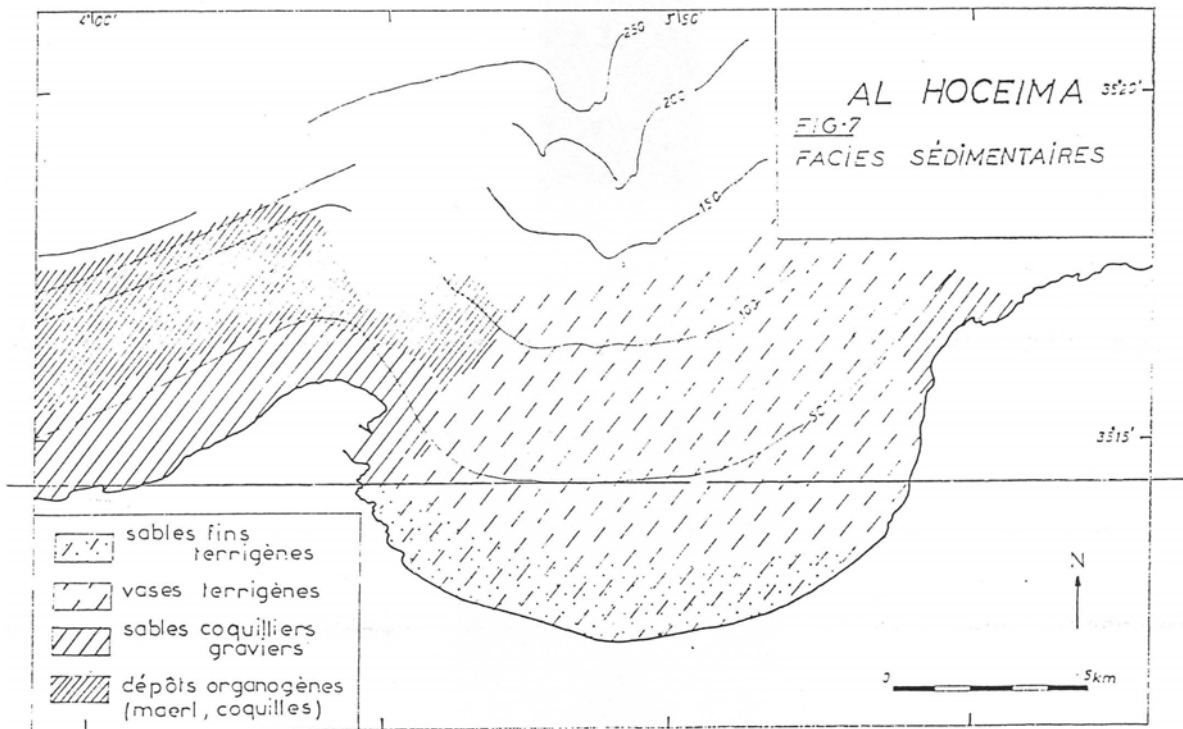 4°00'
3°50'
250
200
150
100
50
AL HOCEIMA
35°20'
FIG-7
FACIES SÉDIMENTAIRES
35°15'
sables fins
terrigènes
vases terrigènes
sables coquilliers
graviers
dépôts organogènes
(maerl, coquilles)
N
0
5km